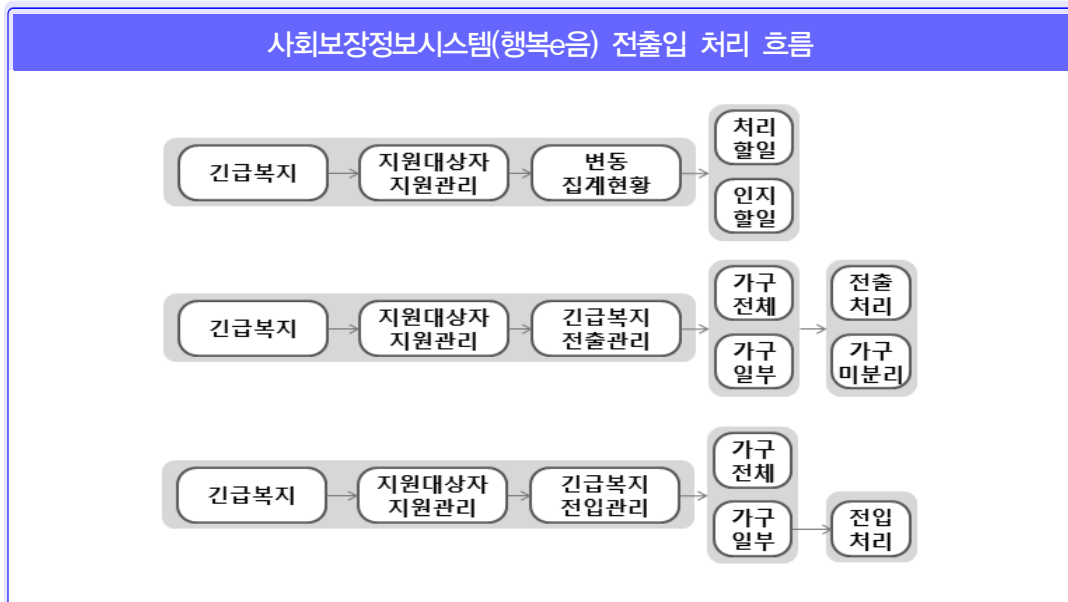 사회보장정보시스템(행복e음) 전출입 처리 흐름
긴급복지
지원대상자
지원관리
변동
집계현황
처리
할일
인지
할일
긴급복지
지원대상자
지원관리
긴급복지
전출관리
가구
전체
가구
일부
전출
처리
가구
미분리
긴급복지
지원대상자
지원관리
긴급복지
전입관리
가구
전체
가구
일부
전입
처리